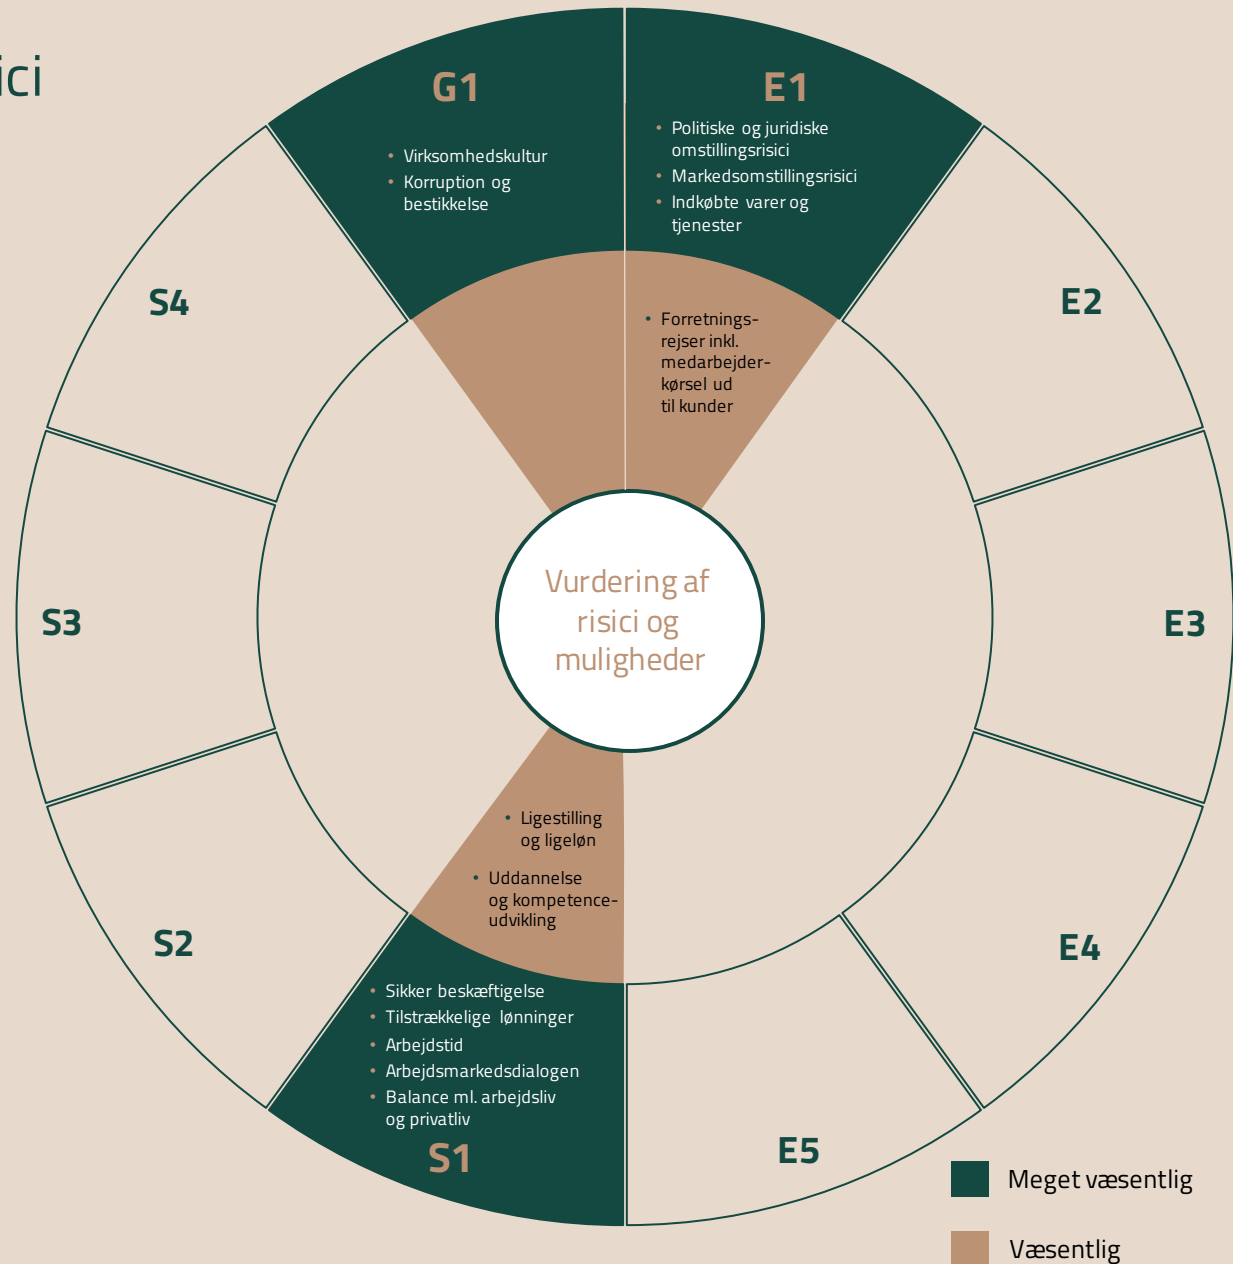 ici
G1
• Virksomhedskultur
• Korruption og
bestikkelse
E1
• Politiske og juridiske
omstillingsrisici
• Markedsomstillingsrisici
• Indkøbte varer og
tjenester
• Forretnings-
rejser inkl.
medarbejder-
kørsel ud
til kunder
S4
E2
S3
E3
Vurdering af
risici og
muligheder
S2
E4
• Ligestilling
og ligeløn
• Uddannelse
og kompetence-
udvikling
• Sikker beskæftigelse
• Tilstrækkelige lønninger
• Arbejdstid
• Arbejdsmarkedsdialogen
• Balance ml. arbejdsliv
og privatliv
S1
E5
Meget væsentlig
Væsentlig